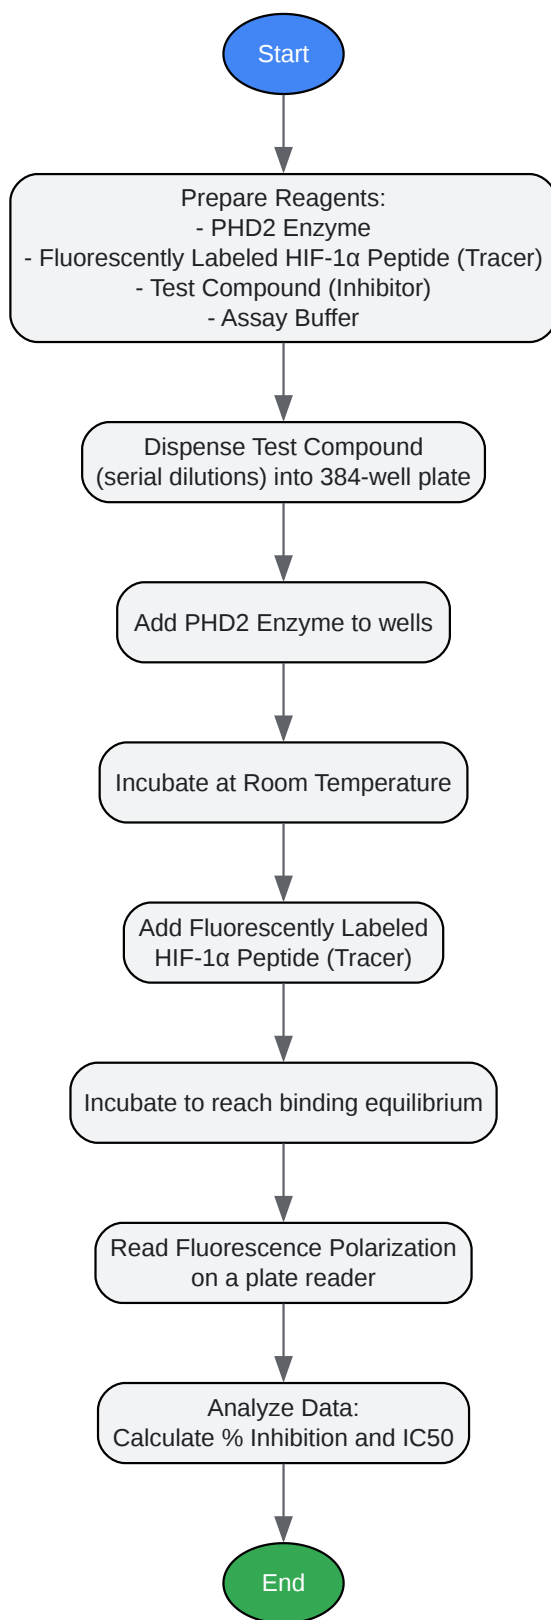 Start
Prepare Reagents:
- PHD2 Enzyme
- Fluorescently Labeled HIF-1α Peptide (Tracer)
- Test Compound (Inhibitor)
- Assay Buffer
Dispense Test Compound
(serial dilutions) into 384-well plate
Add PHD2 Enzyme to wells
Incubate at Room Temperature
Add Fluorescently Labeled
HIF-1α Peptide (Tracer)
Incubate to reach binding equilibrium
Read Fluorescence Polarization
on a plate reader
Analyze Data:
Calculate % Inhibition and IC50
End